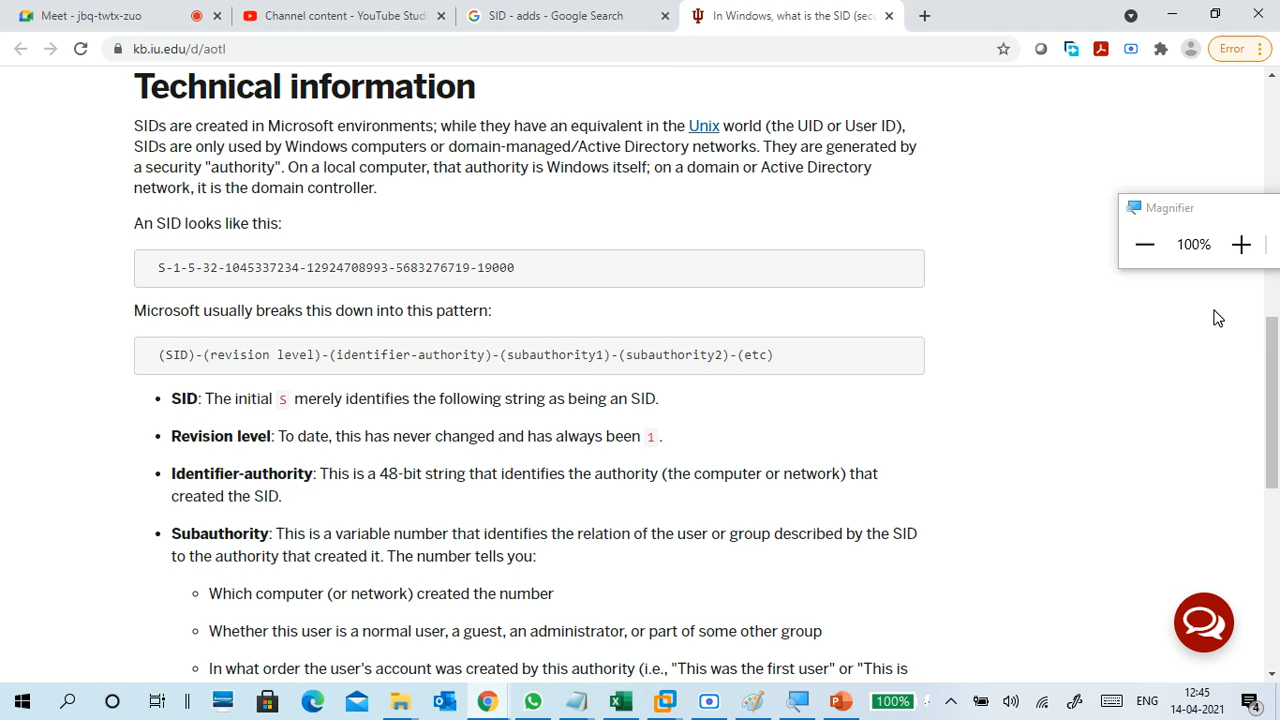 Meet - jbq-twtx-zuo
Channel content - YouTube Studi
SID - adds - Google Search
In Windows, what is the SID (secu
kb.iu.edu/d/aotl
Error
Technical information
SIDs are created in Microsoft environments; while they have an equivalent in the Unix world (the UID or User ID),
SIDs are only used by Windows computers or domain-managed/Active Directory networks. They are generated by
a security "authority". On a local computer, that authority is Windows itself; on a domain or Active Directory
network, it is the domain controller.
Magnifier
100%
An SID looks like this:
S-1-5-32-1045337234-12924708993-5683276719-19000
Microsoft usually breaks this down into this pattern:
(SID)-(revision level)-(identifier-authority)-(subauthority1)-(subauthority2)-(etc)
• SID: The initial S merely identifies the following string as being an SID.
• Revision level: To date, this has never changed and has always been 1.
• Identifier-authority: This is a 48-bit string that identifies the authority (the computer or network) that
created the SID.
• Subauthority: This is a variable number that identifies the relation of the user or group described by the SID
to the authority that created it. The number tells you:
Which computer (or network) created the number
Whether this user is a normal user, a guest, an administrator, or part of some other group
In what order the user's account was created by this authority (i.e., "This was the first user" or "This is
100%
ENG
12:45
14-04-2021
4